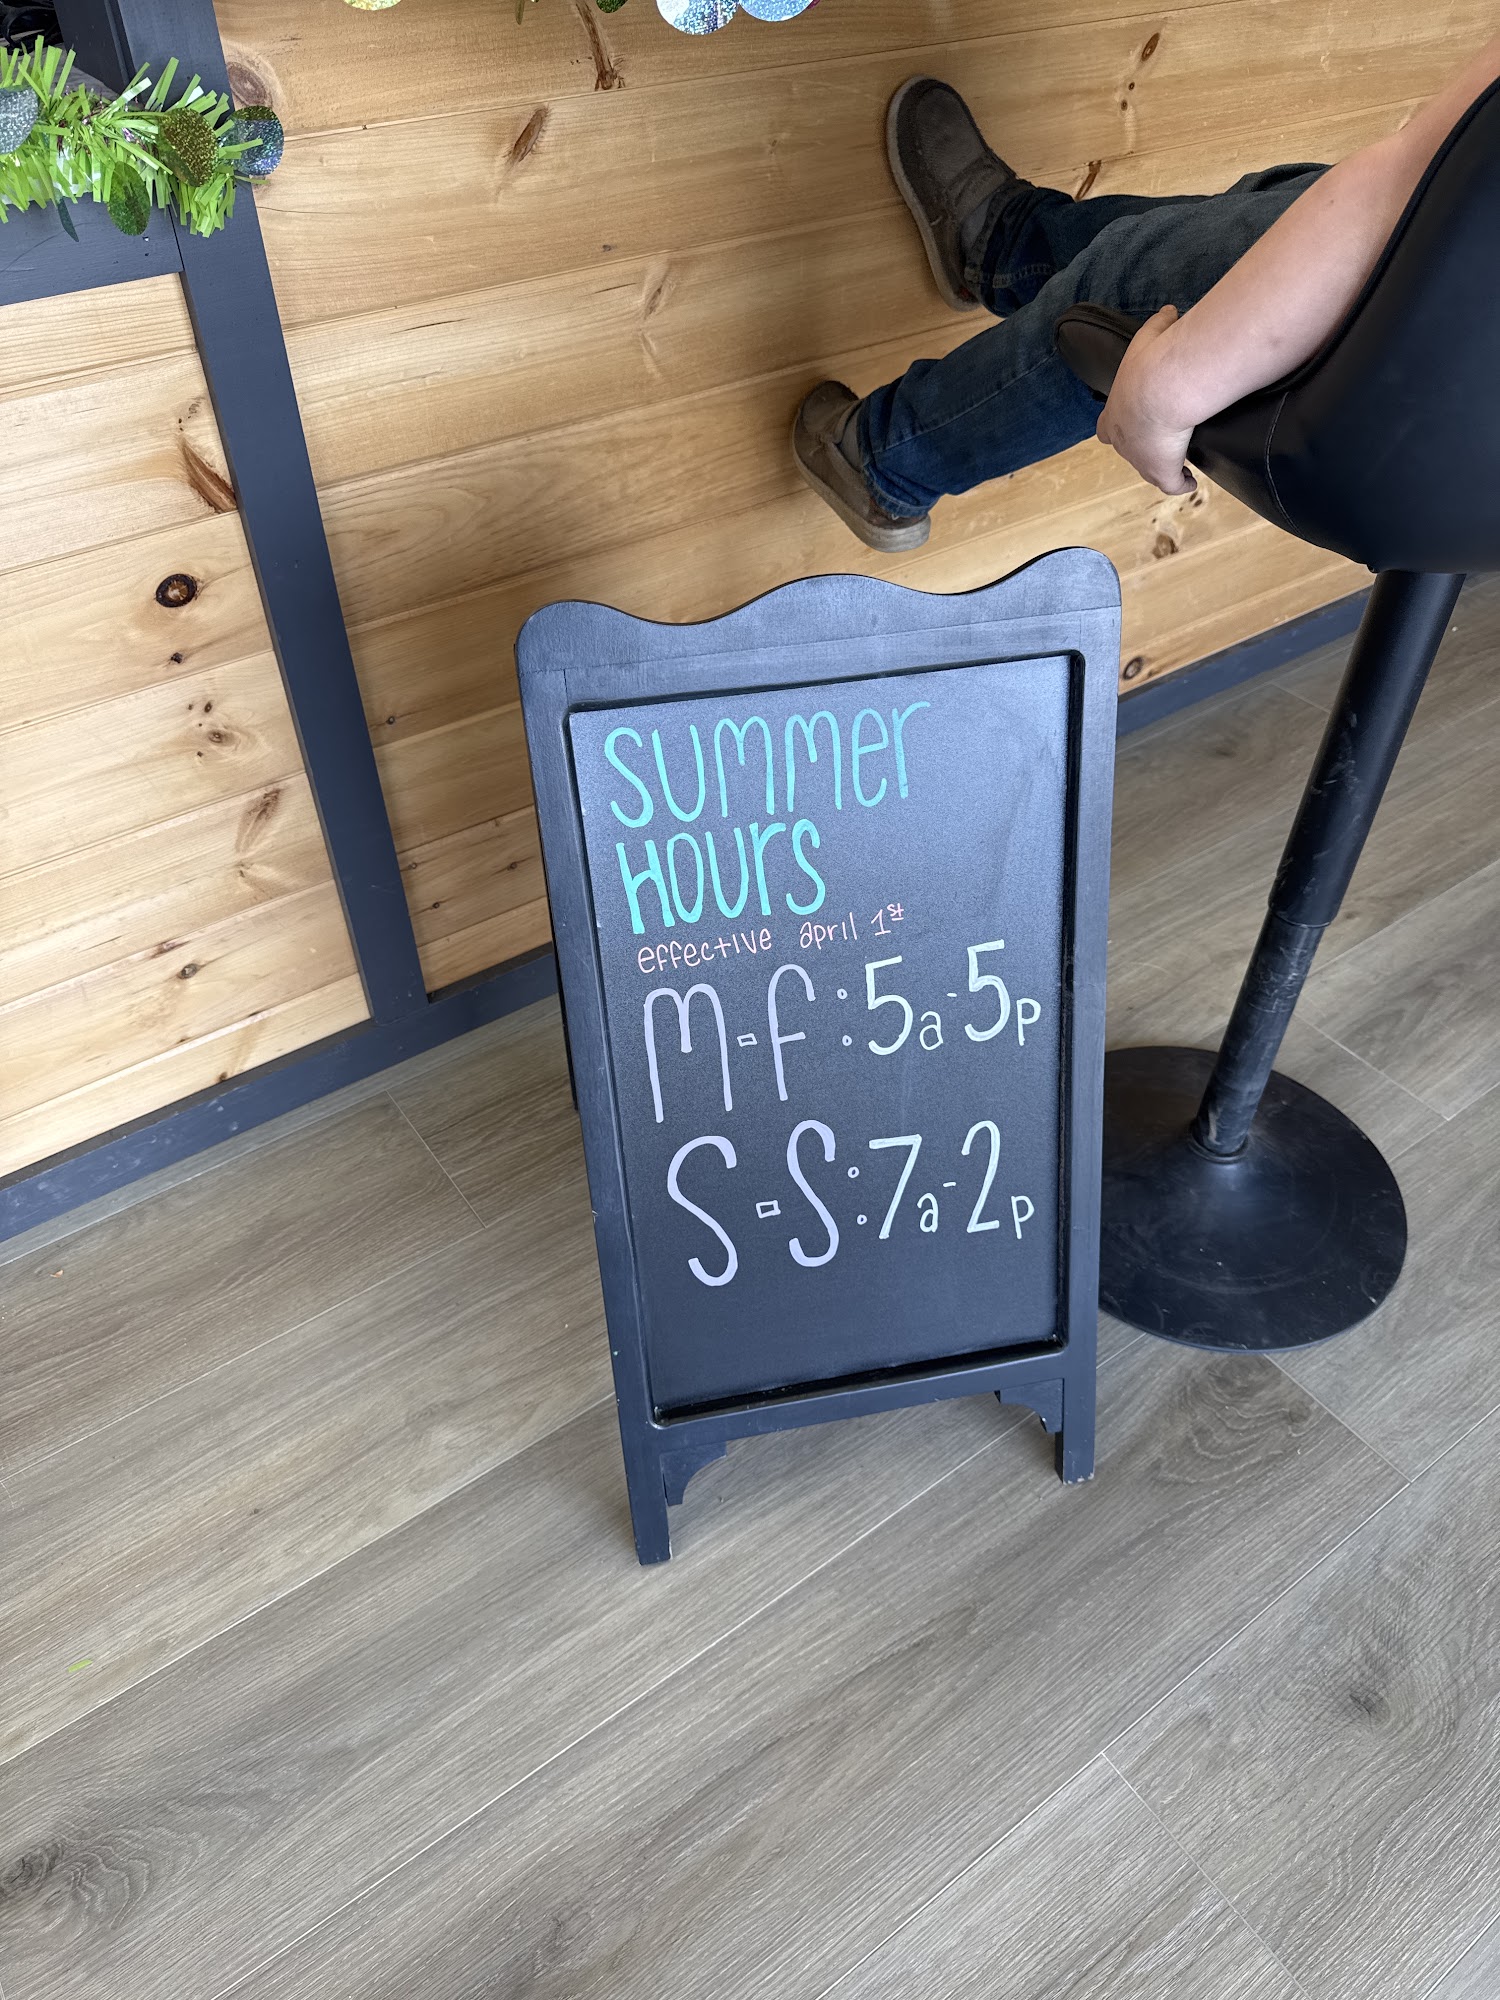 SUMMER
HOURS
effective april 1st
M-F: 5a-5p
S-S: 7a-2p